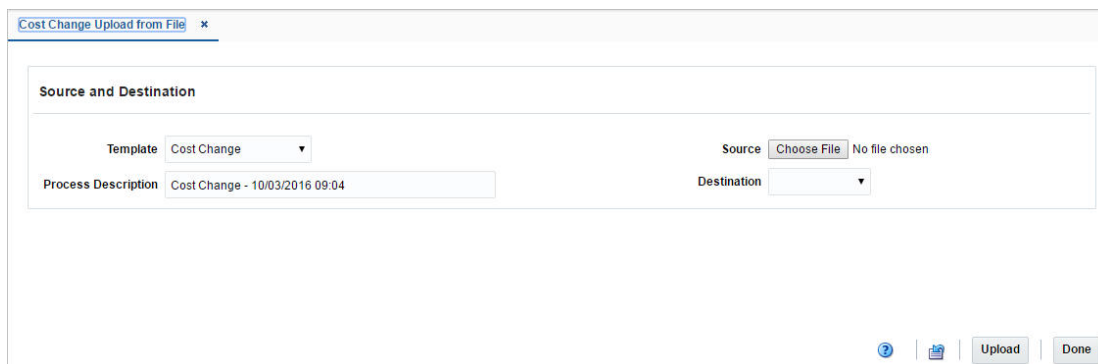 Cost Change Upload from File
Source and Destination
Template Cost Change Source Choose File No file chosen
Process Description Cost Change - 10/03/2016 09:04 Destination
Upload Done